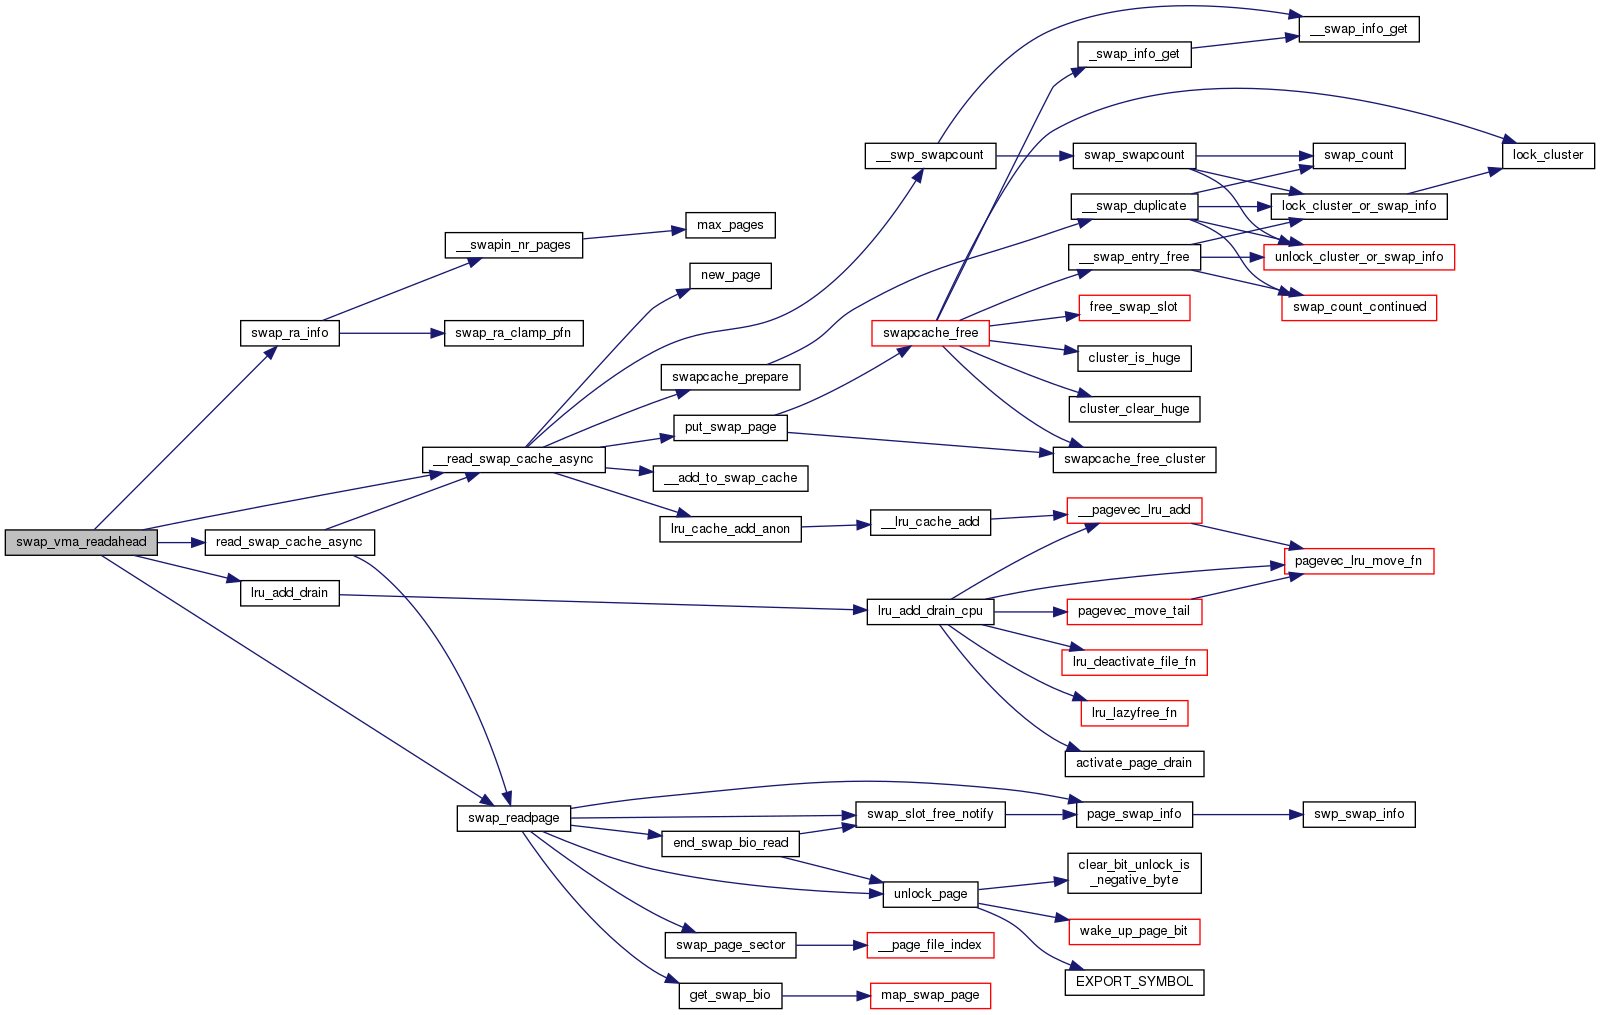 __swap_info_get
_swap_info_get
__swp_swapcount
swap_swapcount
swap_count
lock_cluster
__swap_duplicate
lock_cluster_or_swap_info
max_pages
__swapin_nr_pages
__swap_entry_free
unlock_cluster_or_swap_info
new_page
free_swap_slot
swap_count_continued
swap_ra_info
swap_ra_clamp_pfn
swapcache_free
cluster_is_huge
swapcache_prepare
cluster_clear_huge
put_swap_page
__read_swap_cache_async
swapcache_free_cluster
__add_to_swap_cache
__pagevec_lru_add
lru_cache_add_anon
__lru_cache_add
swap_vma_readahead
read_swap_cache_async
pagevec_lru_move_fn
lru_add_drain
lru_add_drain_cpu
pagevec_move_tail
lru_deactivate_file_fn
lru_lazyfree_fn
activate_page_drain
swap_readpage
swap_slot_free_notify
page_swap_info
swp_swap_info
end_swap_bio_read
clear_bit_unlock_is
_negative_byte
unlock_page
wake_up_page_bit
swap_page_sector
__page_file_index
EXPORT_SYMBOL
get_swap_bio
map_swap_page